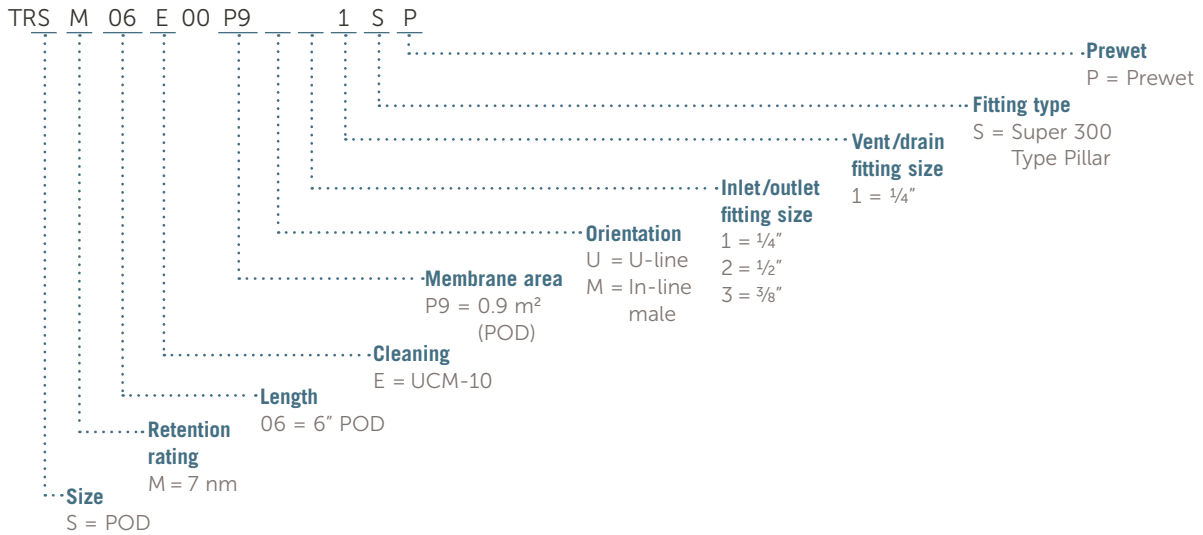 TRS M 06 E 00 P9 _ _ 1 S P
Prewet
P = Prewet
Fitting type
S = Super 300
Type Pillar
Vent/drain
fitting size
1 = ¼″
Inlet/outlet
fitting size
1 = ¼″
2 = ½″
3 = ⅜″
Orientation
U = U-line
M = In-line
male
Membrane area
P9 = 0.9 m²
(POD)
Cleaning
E = UCM-10
Length
06 = 6″ POD
Retention
rating
M = 7 nm
Size
S = POD